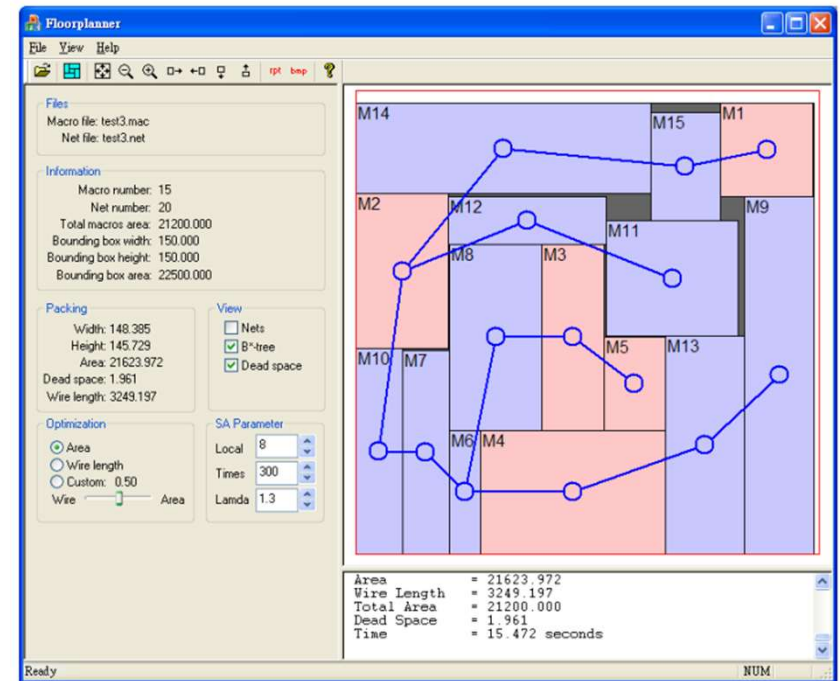 Floorplanner
File View Help
rpt bmp
Files
Macro file: test3.mac
Net file: test3.net
Information
Macro number: 15
Net number: 20
Total macros area: 21200.000
Bounding box width: 150.000
Bounding box height: 150.000
Bounding box area: 22500.000
Packing
Width: 148.385
Height: 145.729
Area: 21623.972
Dead space: 1.961
Wire length: 3249.197
View
Nets
B*-tree
Dead space
Optimization
Area
Wire length
Custom: 0.50
Wire Area
SA Parameter
Local 8
Times 300
Lamda 1.3
M14
M15
M1
M2
M12
M11
M9
M8
M3
M10
M7
M5
M13
M6
M4
Area = 21623.972
Wire Length = 3249.197
Total Area = 21200.000
Dead Space = 1.961
Time = 15.472 seconds
Ready NUM